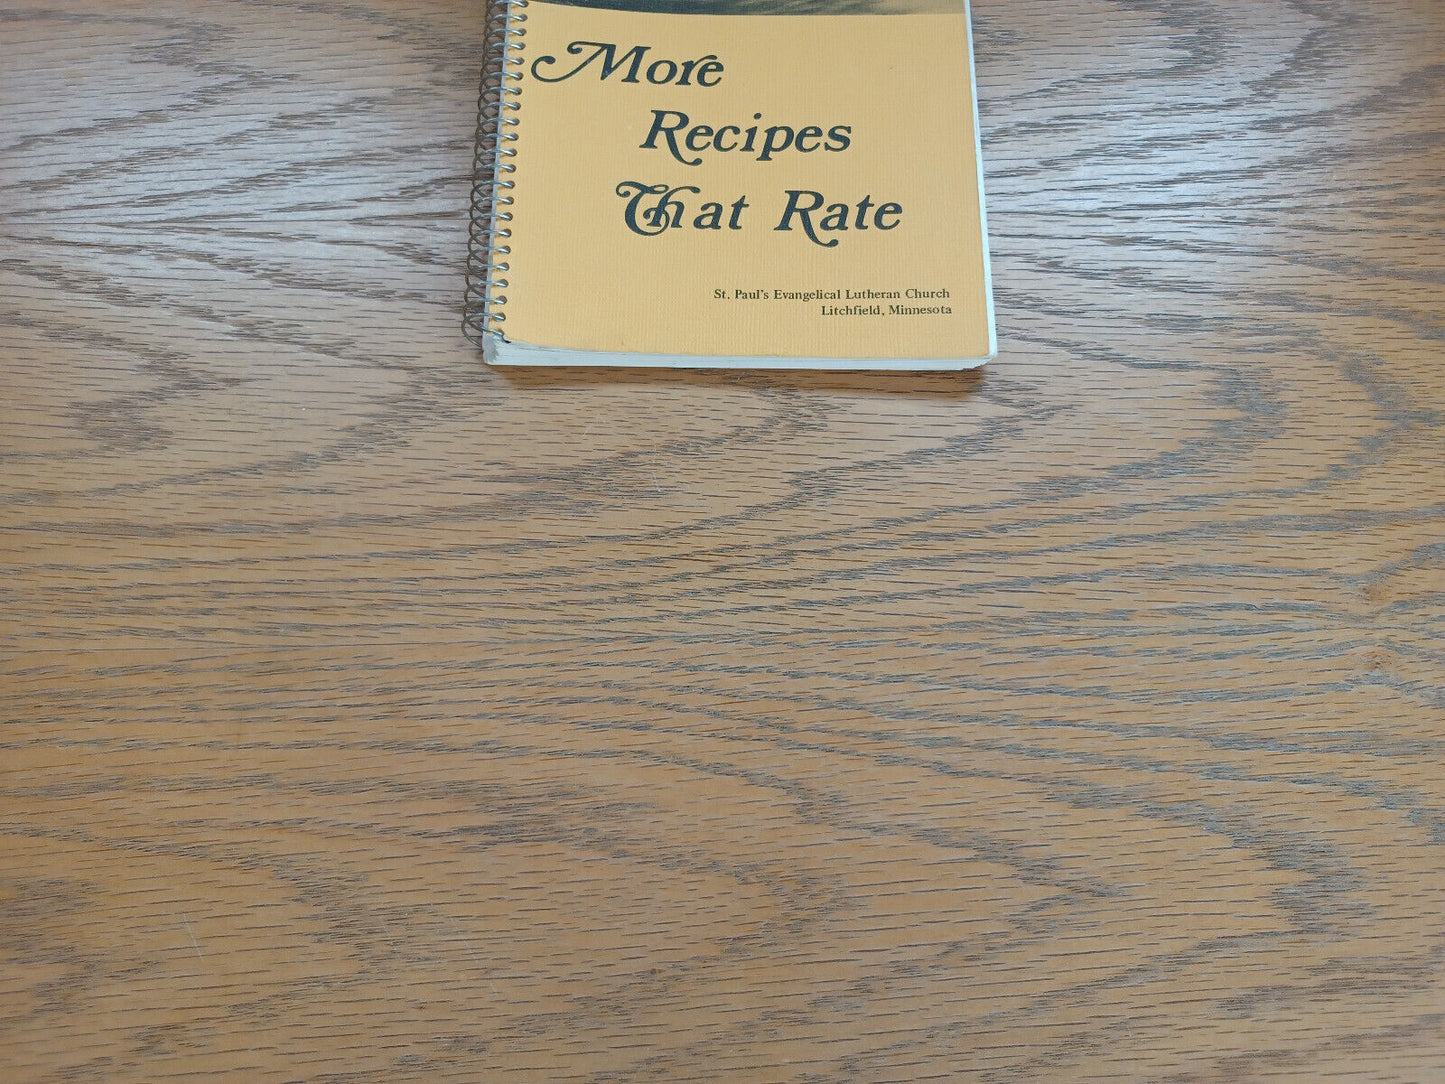 More
Recipes
That Rate
St. Paul's Evangelical Lutheran Church
Litchfield, Minnesota